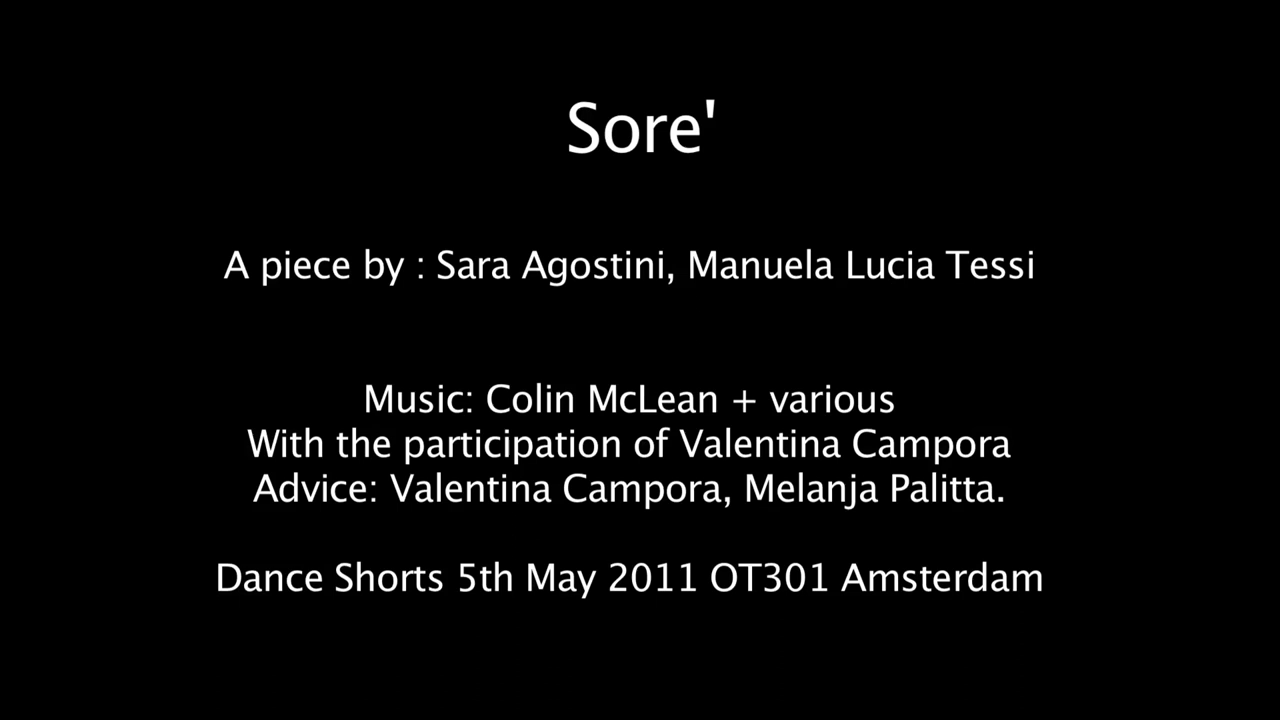 Sore'
A piece by : Sara Agostini, Manuela Lucia Tessi
Music: Colin McLean + various
With the participation of Valentina Campora
Advice: Valentina Campora, Melanja Palitta.
Dance Shorts 5th May 2011 OT301 Amsterdam